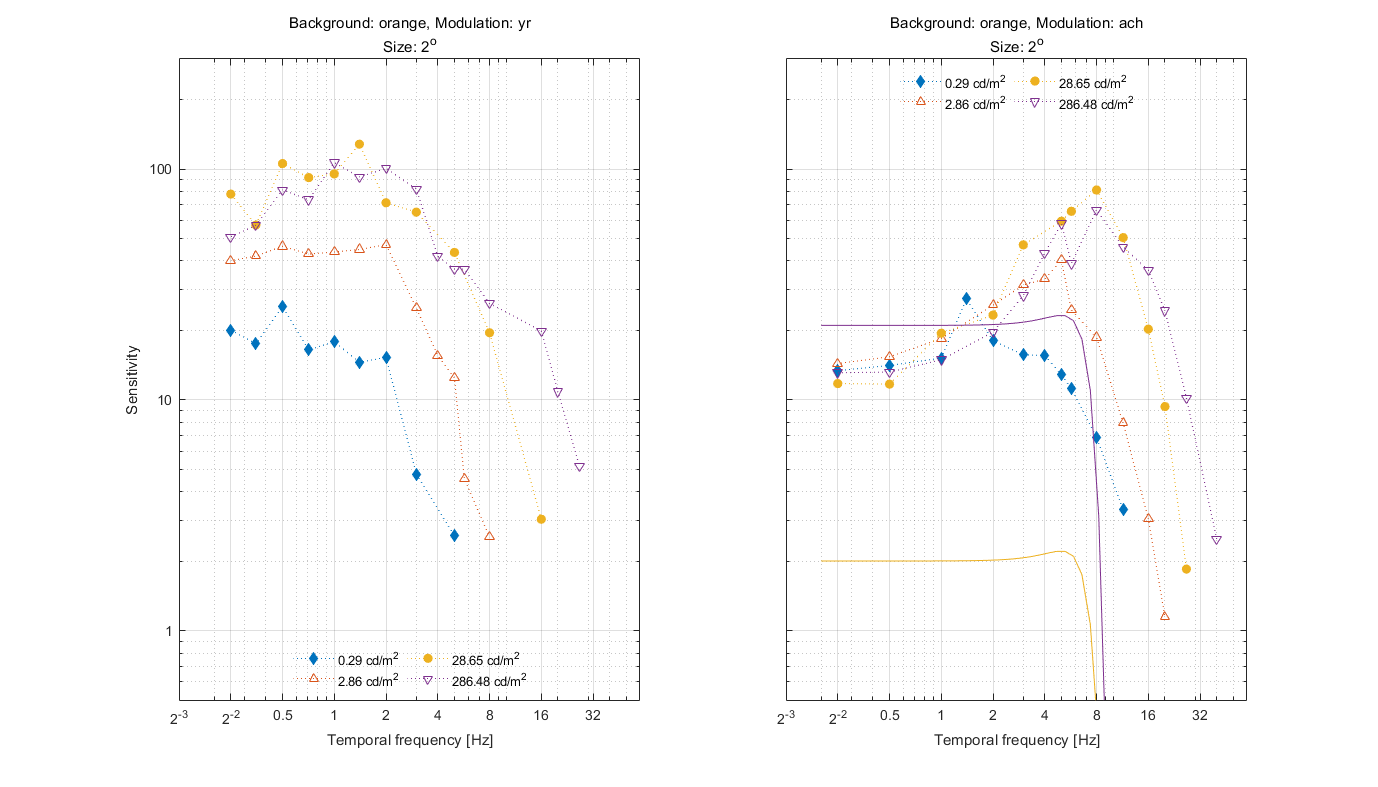 Background: orange, Modulation: yr
Size: 2°
Sensitivity
100
10
1
0.29 cd/m² 28.65 cd/m²
2.86 cd/m² 286.48 cd/m²
2⁻³ 2⁻² 0.5 1 2 4 8 16 32
Temporal frequency [Hz]
Background: orange, Modulation: ach
Size: 2°
0.29 cd/m² 28.65 cd/m²
2.86 cd/m² 286.48 cd/m²
2⁻³ 2⁻² 0.5 1 2 4 8 16 32
Temporal frequency [Hz]